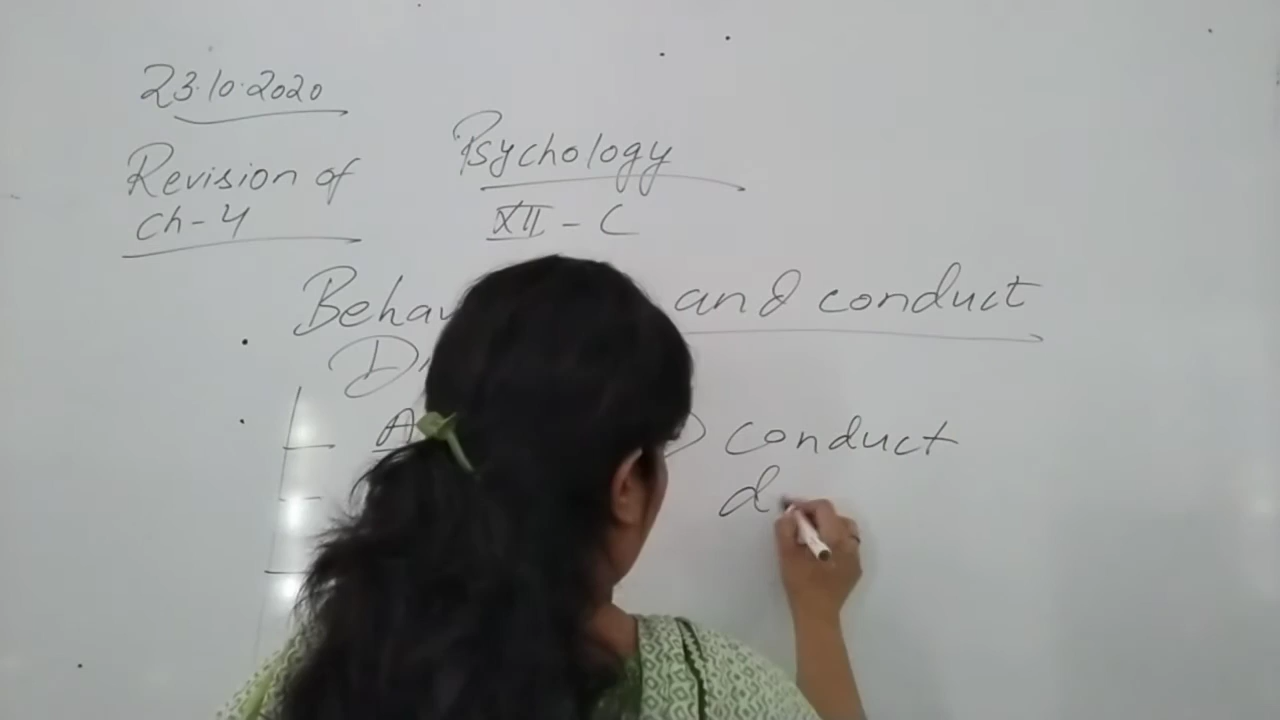 23.10.2020
Revision of
Ch-4
Psychology
XII - C
and conduct
conduct